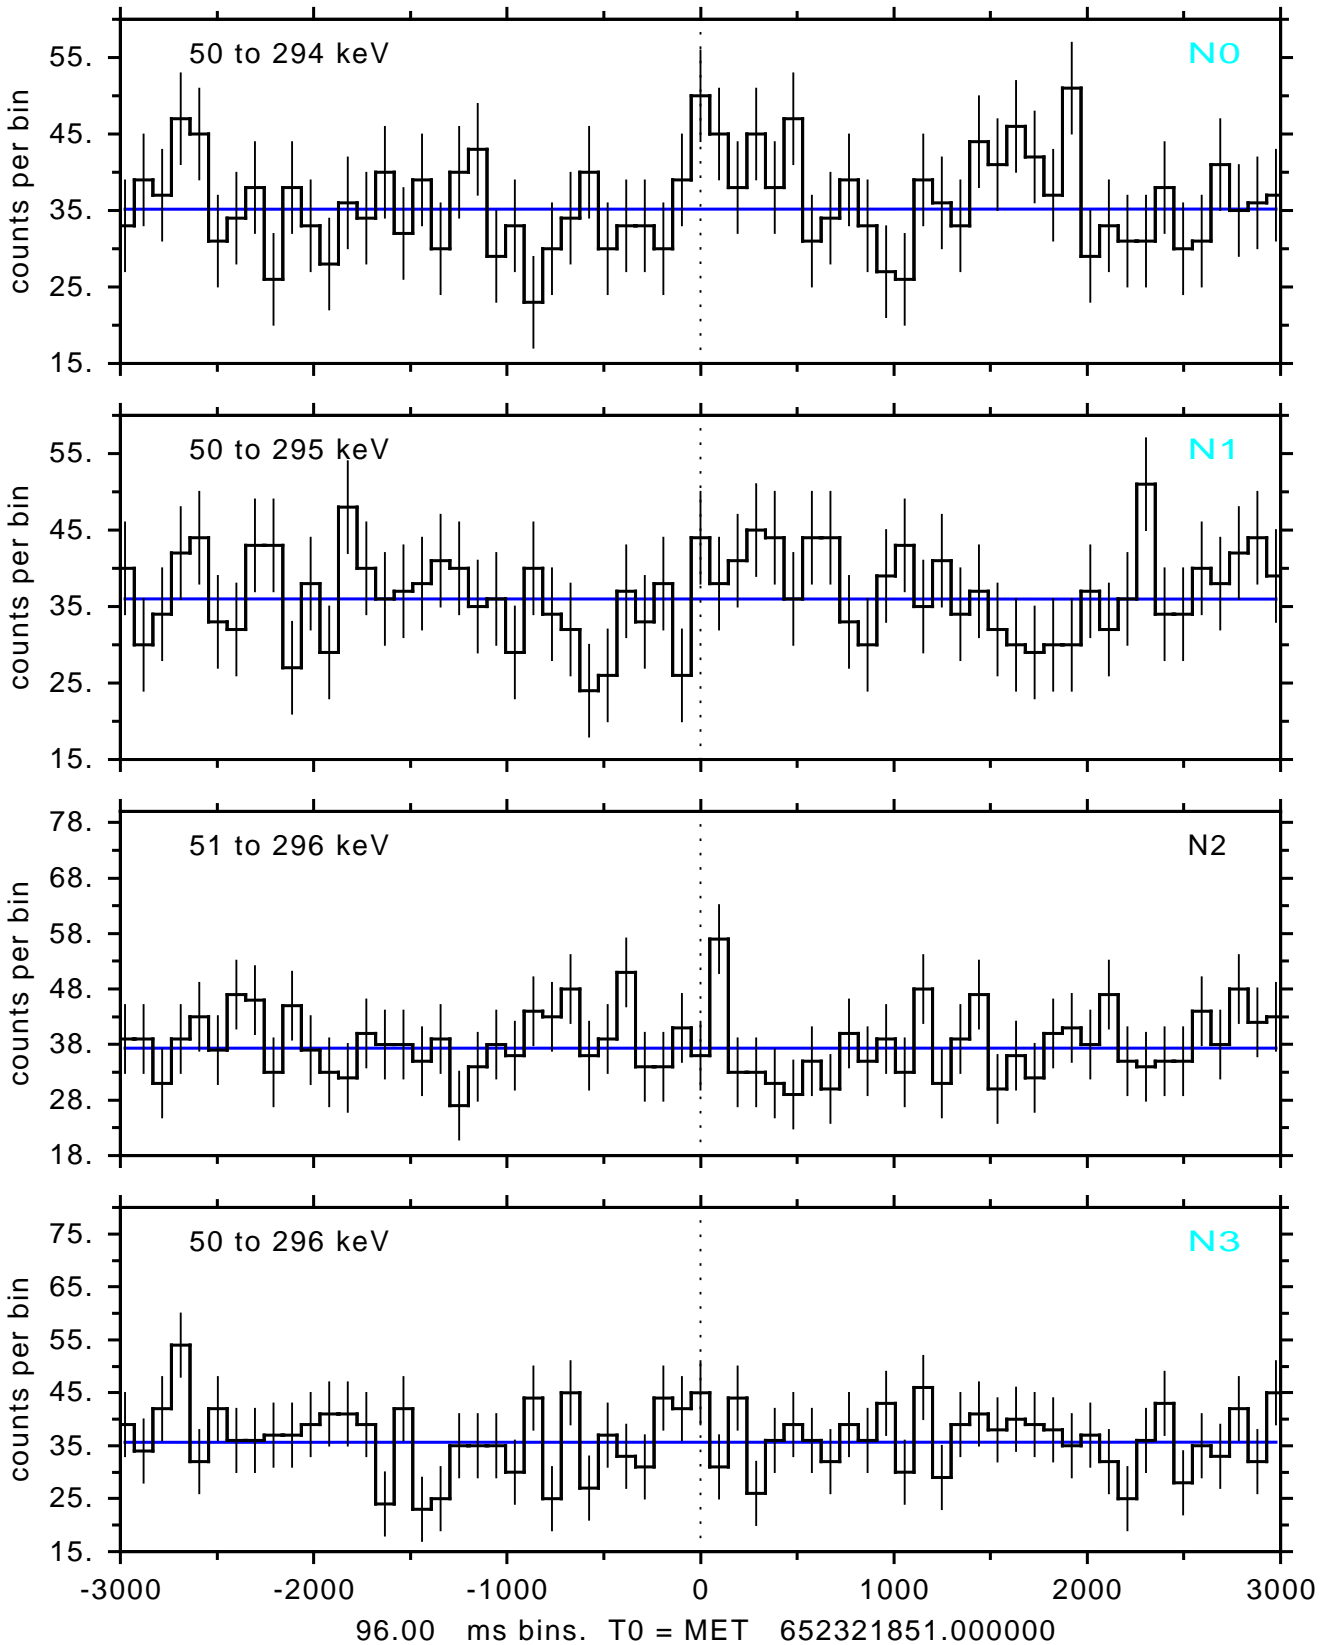 50 to 294 keV N0
counts per bin
55.
45.
35.
25.
15.
50 to 295 keV N1
counts per bin
55.
45.
35.
25.
15.
51 to 296 keV N2
counts per bin
78.
68.
58.
48.
38.
28.
18.
50 to 296 keV N3
counts per bin
75.
65.
55.
45.
35.
25.
15.
-3000 -2000 -1000 0 1000 2000 3000
96.00 ms bins. T0 = MET 652321851.000000